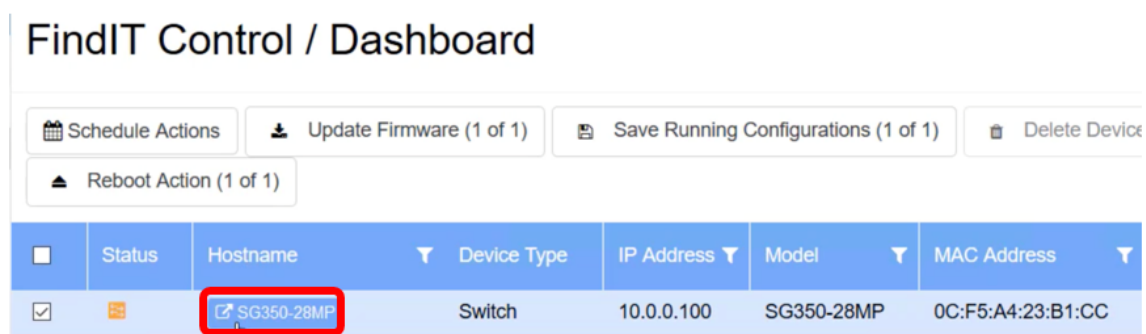 FindIT Control / Dashboard
Schedule Actions Update Firmware (1 of 1) Save Running Configurations (1 of 1) Delete Device
Reboot Action (1 of 1)
Status Hostname Device Type IP Address Model MAC Address
SG350-28MP Switch 10.0.0.100 SG350-28MP 0C:F5:A4:23:B1:CC